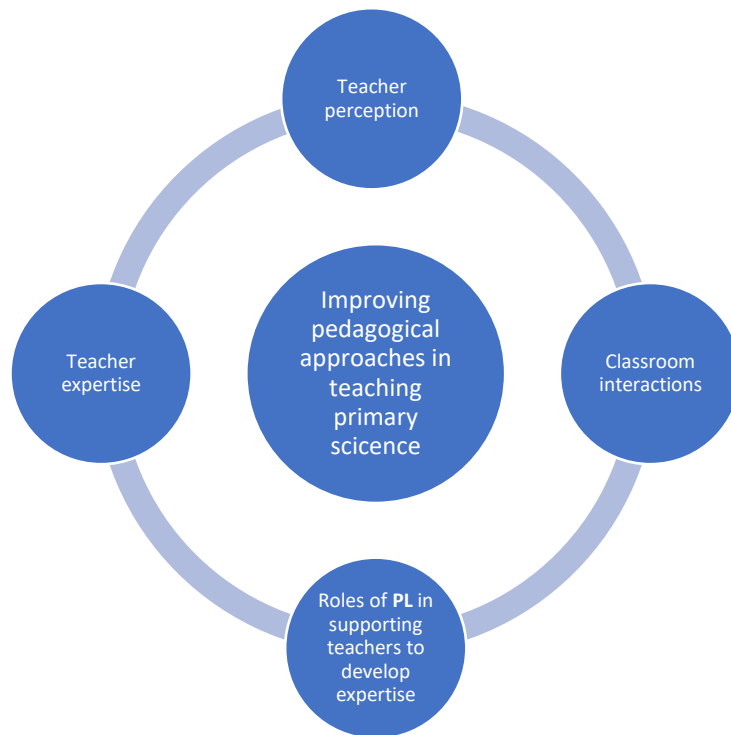 Teacher
perception
Improving
pedagogical
approaches in
teaching
primary
scicence
Teacher
expertise
Classroom
interactions
Roles of PL in
supporting
teachers to
develop
expertise